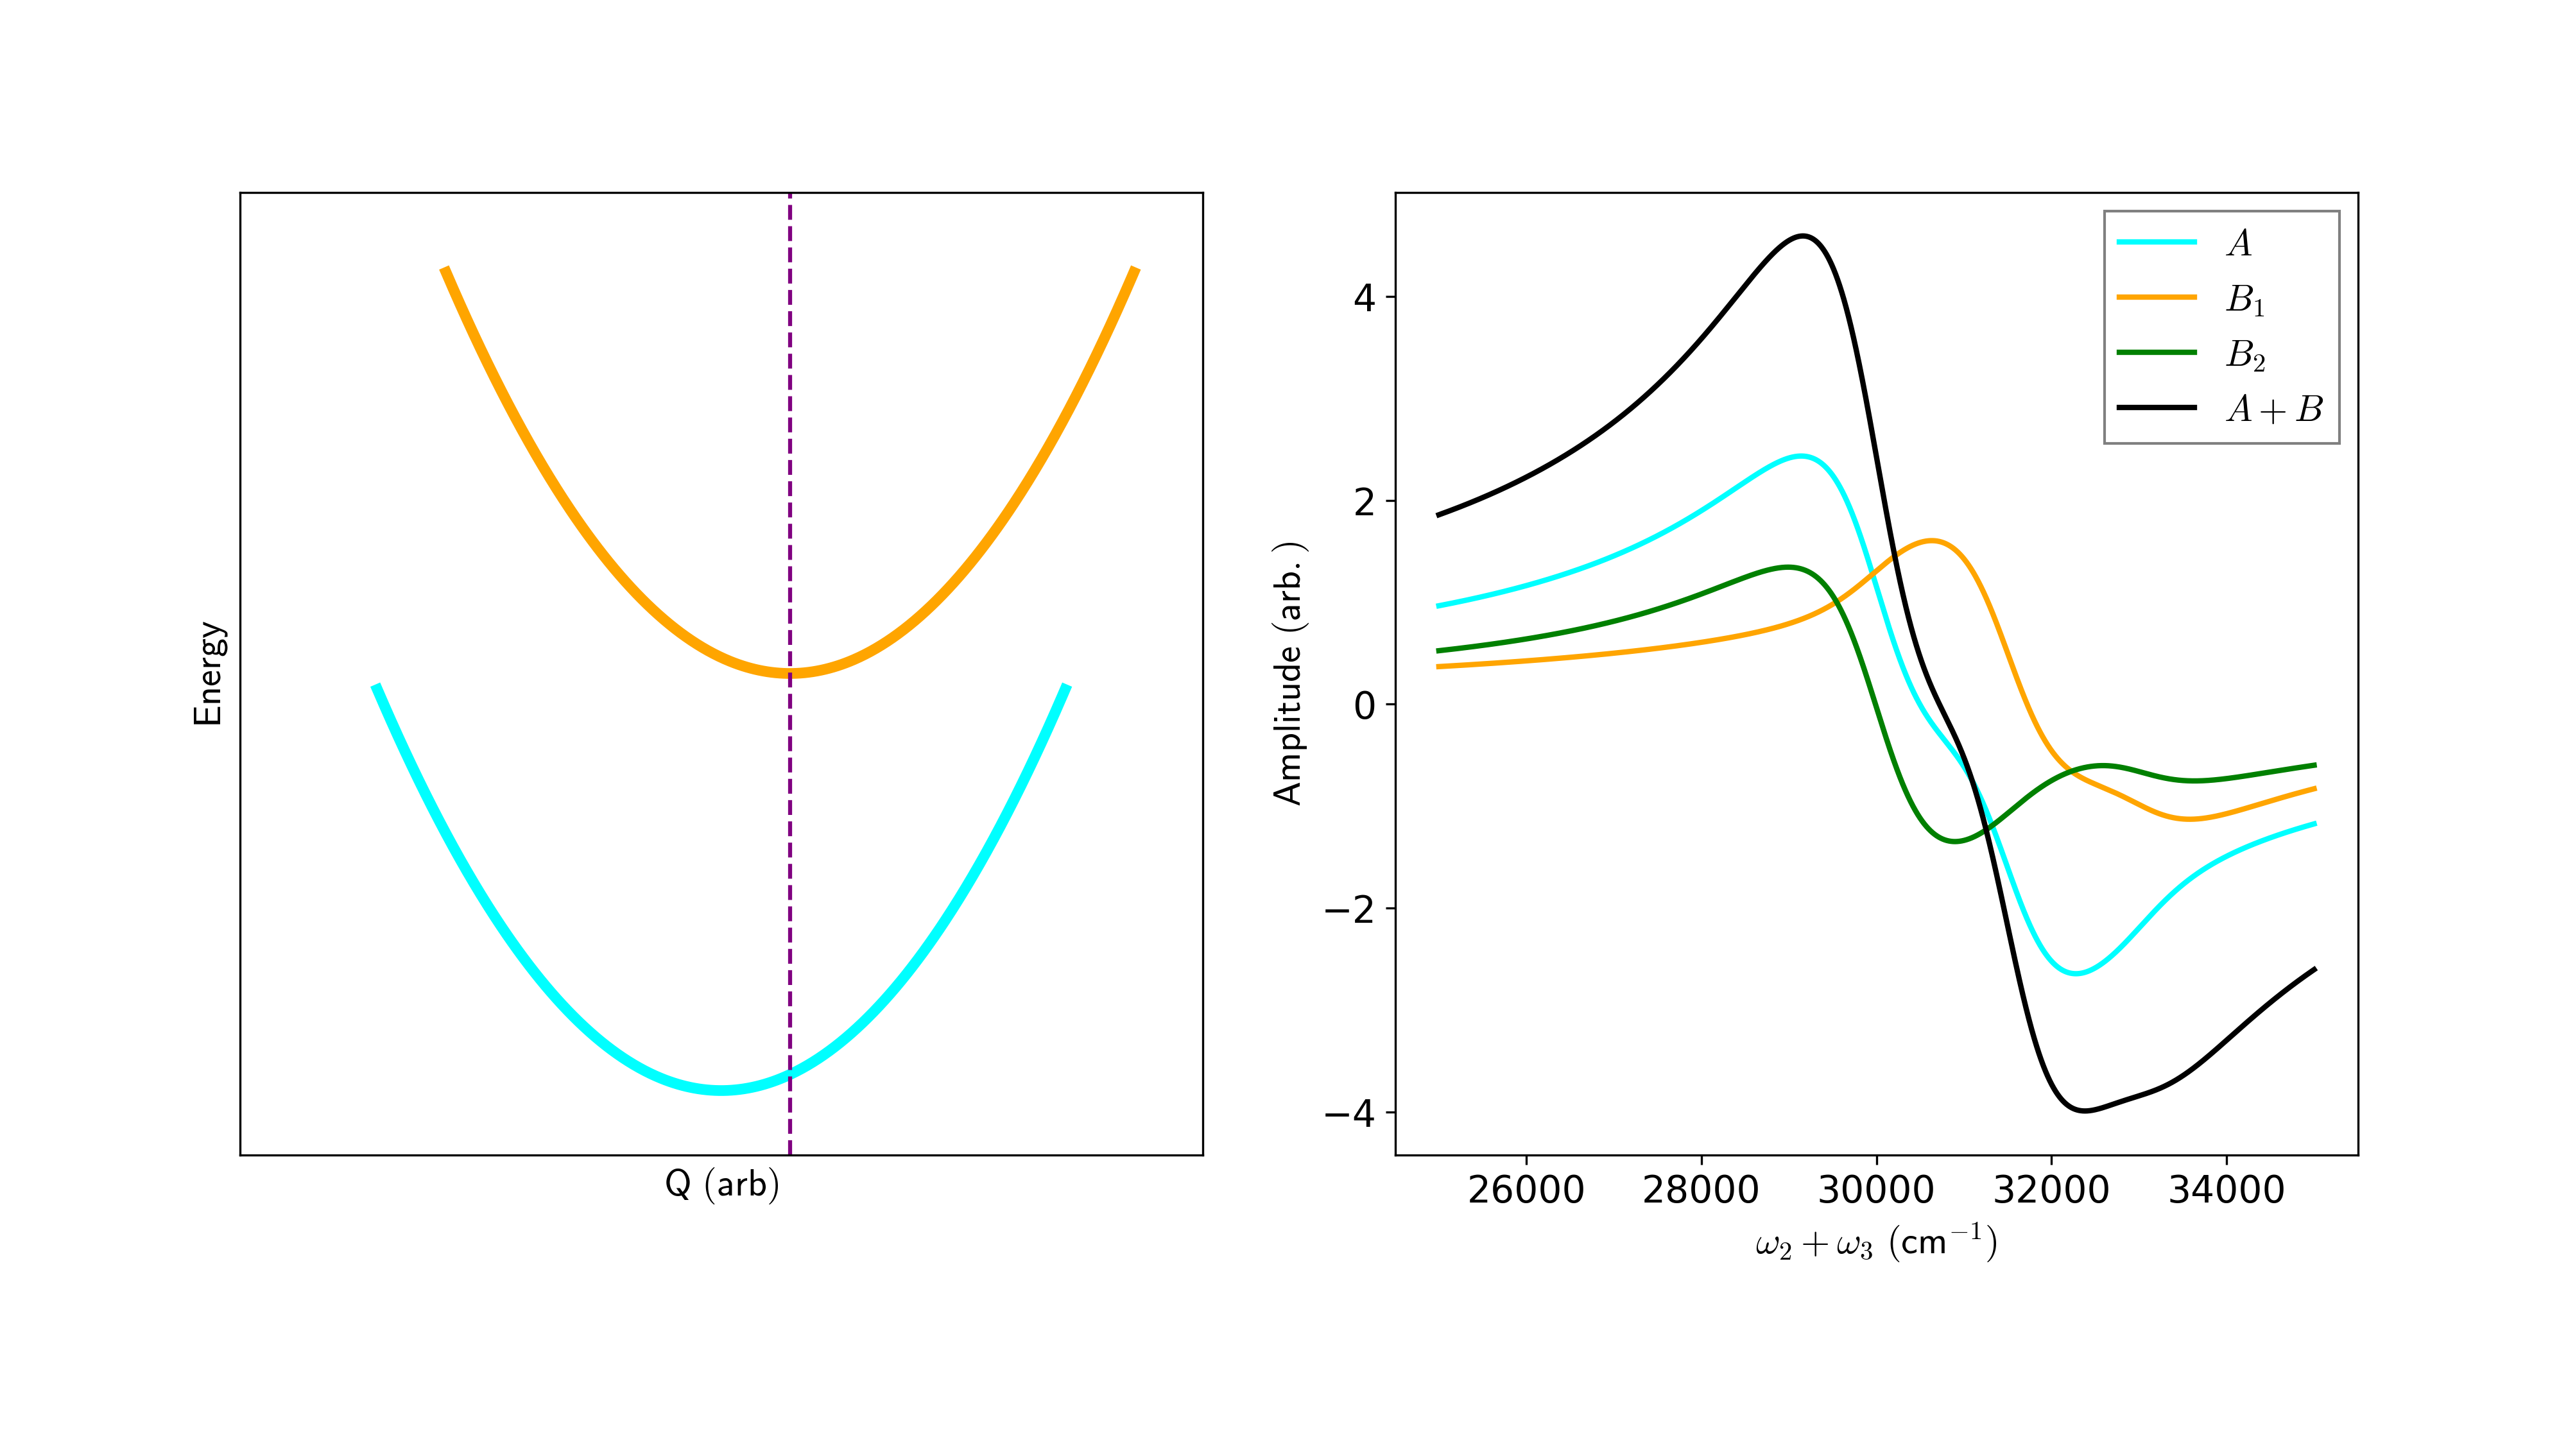 Energy
Q (arb)
Amplitude (arb.)
4
2
0
−2
−4
26000 28000 30000 32000 34000
ω₂ + ω₃ (cm⁻¹)
A
B₁
B₂
A + B